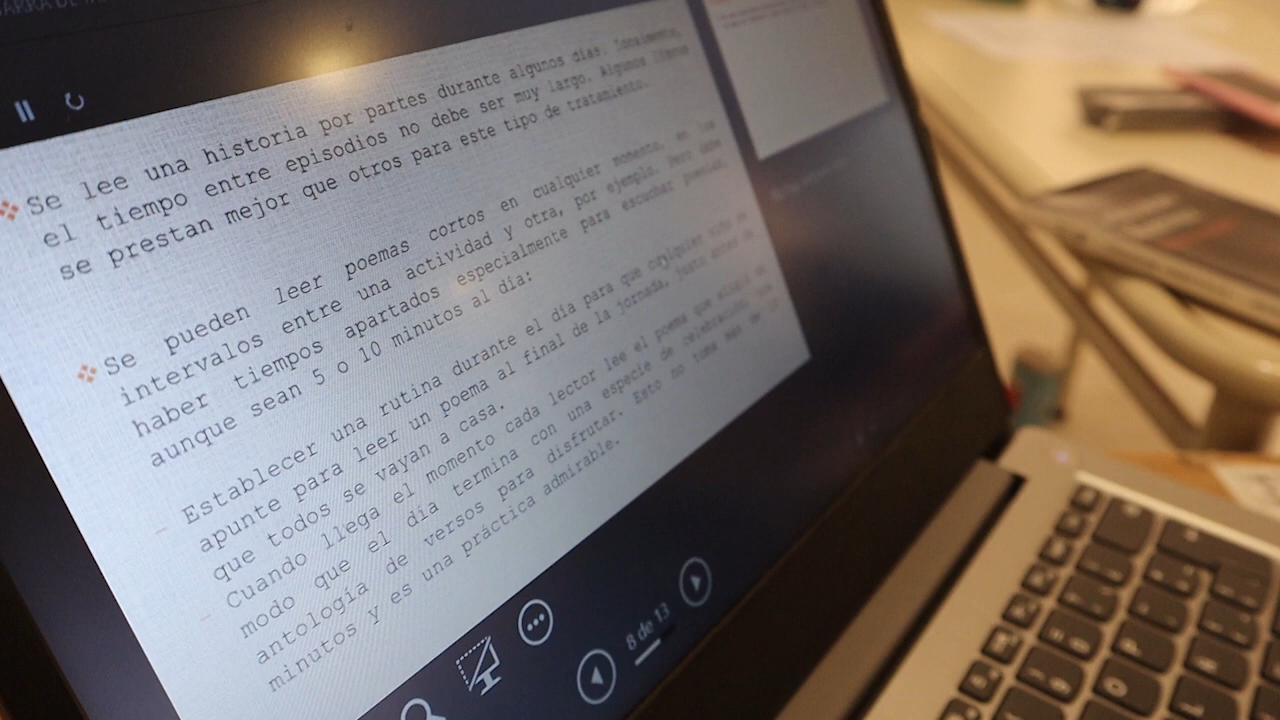 Se lee una historia por partes durante algunos días. Idealmente,
el tiempo entre episodios no debe ser muy largo. Algunos libros
se prestan mejor que otros para este tipo de tratamiento.
Se pueden leer poemas cortos en cualquier momento, en los
intervalos entre una actividad y otra, por ejemplo. Pero debe
haber tiempos apartados especialmente para escuchar poesías
aunque sean 5 o 10 minutos al día:
- Establecer una rutina durante el día para que cualquier niño se
apunte para leer un poema al final de la jornada, justo antes de
que todos se vayan a casa.
- Cuando llega el momento cada lector lee el poema que eligió de
modo que el día termina con una especie de celebración, una
antología de versos para disfrutar. Esto no toma más de 10
minutos y es una práctica admirable.
8 de 13